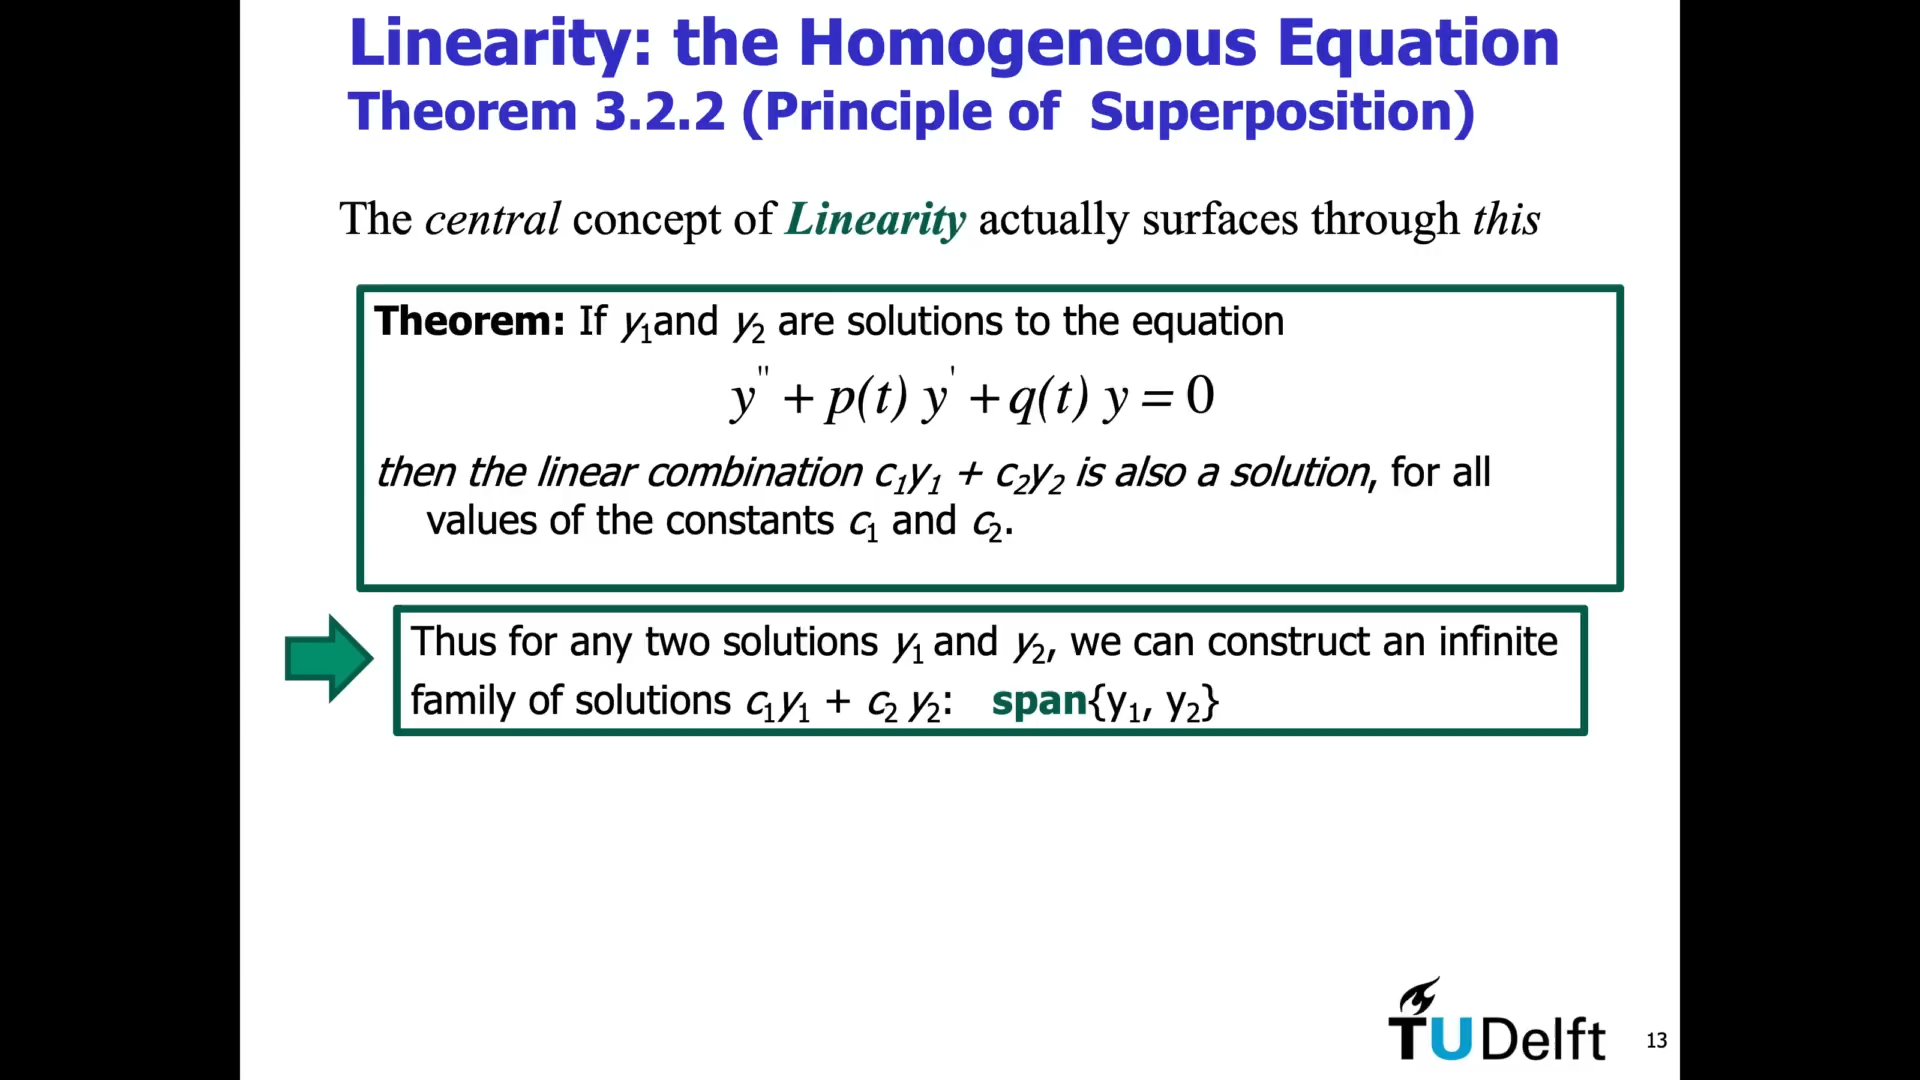 Linearity: the Homogeneous Equation
Theorem 3.2.2 (Principle of Superposition)
The central concept of Linearity actually surfaces through this
Theorem: If y₁and y₂ are solutions to the equation
y'' + p(t) y' + q(t) y = 0
then the linear combination c₁y₁ + c₂y₂ is also a solution, for all
values of the constants c₁ and c₂.
Thus for any two solutions y₁ and y₂, we can construct an infinite
family of solutions c₁y₁ + c₂ y₂: span{y₁, y₂}
TUDelft
13